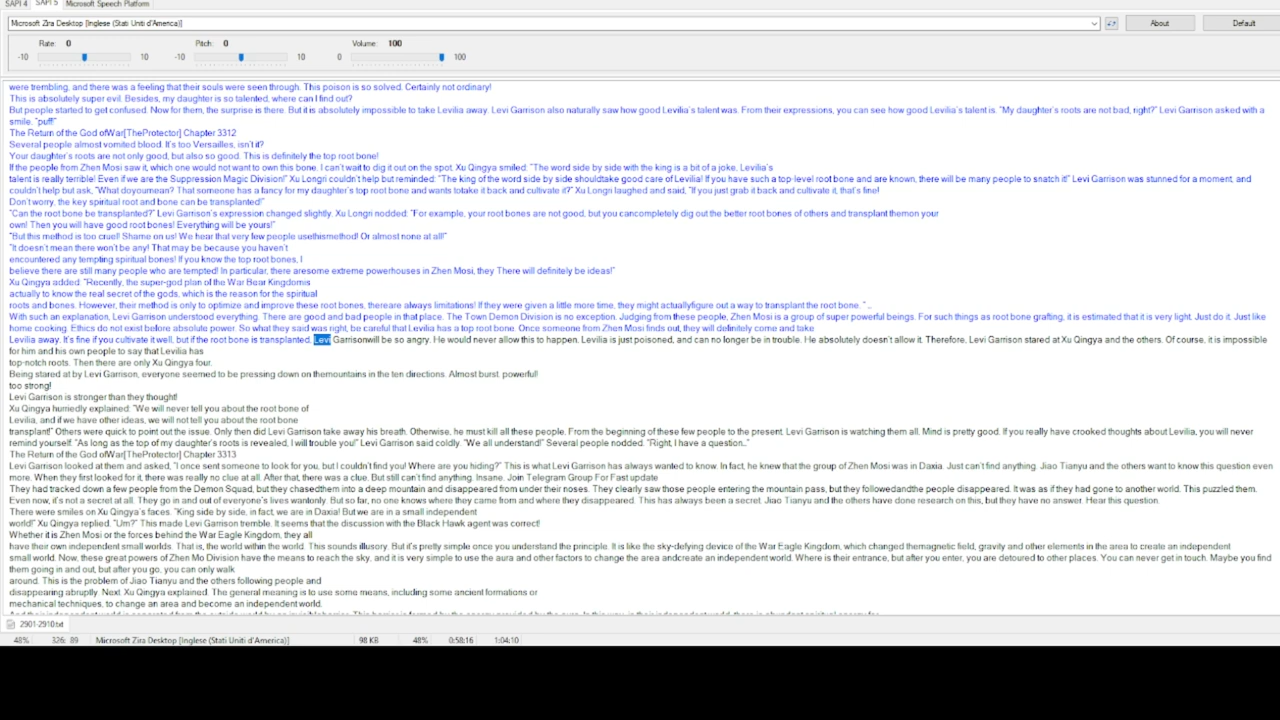 SAPI 4 SAPI 5 Microsoft Speech Platform
Microsoft Zira Desktop [Inglese (Stati Uniti d'America)] About Default
Rate: 0 Pitch: 0 Volume: 100
-10 10 -10 10 0 100
were trembling, and there was a feeling that their souls were seen through. This poison is so solved. Certainly not ordinary!
This is absolutely super evil. Besides, my daughter is so talented, where can I find out?
But people started to get confused. Now for them, the surprise is there. But it is absolutely impossible to take Levilia away. Levi Garrison also naturally saw how good Levilia's talent was. From their expressions, you can see how good Levilia's talent is. "My daughter's roots are not bad, right?" Levi Garrison asked with a
smile. "puff!"
The Return of the God ofWar[TheProtector] Chapter 3312
Several people almost vomited blood. It's too Versailles, isn't it?
Your daughter's roots are not only good, but also so good. This is definitely the top root bone!
If the people from Zhen Mosi saw it, which one would not want to own this bone. I can't wait to dig it out on the spot. Xu Qingya smiled: "The word side by side with the king is a bit of a joke, Levilia's
talent is really terrible! Even if we are the Suppression Magic Division!" Xu Longri couldn't help but reminded: "The king of the word side by side shouldtake good care of Levilia! If you have such a top level root bone and are known, there will be many people to snatch it!" Levi Garrison was stunned for a moment, and
couldn't help but ask, "What doyoumean? That someone has a fancy for my daughter's top root bone and wants totake it back and cultivate it?" Xu Longri laughed and said, "If you just grab it back and cultivate it, that's fine!
Don't worry, the key spiritual root and bone can be transplanted!"
"Can the root bone be transplanted?" Levi Garrison's expression changed slightly. Xu Longri nodded: "For example, your root bones are not good, but you cancompletely dig out the better root bones of others and transplant themon your
own! Then you will have good root bones! Everything will be yours!"
"But this method is too cruel! Shame on us! We hear that very few people usethismethod! Or almost none at all!"
"It doesn't mean there won't be any! That may be because you haven't
encountered any tempting spiritual bones! If you know the top root bones, I
believe there are still many people who are tempted! In particular, there aresome extreme powerhouses in Zhen Mosi, they There will definitely be ideas!"
Xu Qingya added: "Recently, the super-god plan of the War Bear Kingdomis
actually to know the real secret of the gods, which is the reason for the spiritual
roots and bones. However, their method is only to optimize and improve these root bones, thereare always limitations! If they were given a little more time, they might actuallyfigure out a way to transplant the root bone. " ..
With such an explanation, Levi Garrison understood everything. There are good and bad people in that place. The Town Demon Division is no exception. Judging from these people, Zhen Mosi is a group of super powerful beings. For such things as root bone grafting, it is estimated that it is very light. Just do it. Just like
home cooking. Ethics do not exist before absolute power. So what they said was right, be careful that Levilia has a top root bone. Once someone from Zhen Mosi finds out, they will definitely come and take
Levilia away. It's fine if you cultivate it well, but if the root bone is transplanted, Levi Garrisonwill be so angry. He would never allow this to happen. Levilia is just poisoned, and can no longer be in trouble. He absolutely doesn't allow it. Therefore, Levi Garrison stared at Xu Qingya and the others. Of course, it is impossible
for him and his own people to say that Levilia has
top-notch roots. Then there are only Xu Qingya four.
Being stared at by Levi Garrison, everyone seemed to be pressing down on themountains in the ten directions. Almost burst. powerful!
too strong!
Levi Garrison is stronger than they thought!
Xu Qingya hurriedly explained: "We will never tell you about the root bone of
Levilia, and if we have other ideas, we will not tell you about the root bone
transplant!" Others were quick to point out the issue. Only then did Levi Garrison take away his breath. Otherwise, he must kill all these people. From the beginning of these few people to the present, Levi Garrison is watching them all. Mind is pretty good. If you really have crooked thoughts about Levilia, you will never
remind yourself. "As long as the top of my daughter's roots is revealed, I will trouble you!" Levi Garrison said coldly. "We all understand!" Several people nodded. "Right, I have a question.."
The Return of the God ofWar[TheProtector] Chapter 3313
Levi Garrison looked at them and asked, "I once sent someone to look for you, but I couldn't find you! Where are you hiding?" This is what Levi Garrison has always wanted to know. In fact, he knew that the group of Zhen Mosi was in Daxia. Just can't find anything. Jiao Tianyu and the others want to know this question even
more. When they first looked for it, there was really no clue at all. After that, there was a clue. But still can't find anything. Insane. Join Telegram Group For Fast update
They had tracked down a few people from the Demon Squad, but they chasedthem into a deep mountain and disappeared from under their noses. They clearly saw those people entering the mountain pass, but they followedandthe people disappeared. It was as if they had gone to another world. This puzzled them.
Even now, it's not a secret at all. They go in and out of everyone's lives wantonly. But so far, no one knows where they came from and where they disappeared. This has always been a secret. Jiao Tianyu and the others have done research on this, but they have no answer. Hear this question.
There were smiles on Xu Qingya's faces. "King side by side, in fact, we are in Daxia! But we are in a small independent
world!" Xu Qingya replied. "Um?" This made Levi Garrison tremble. It seems that the discussion with the Black Hawk agent was correct!
Whether it is Zhen Mosi or the forces behind the War Eagle Kingdom, they all
have their own independent small worlds. That is, the world within the world. This sounds illusory. But it's pretty simple once you understand the principle. It is like the sky-defying device of the War Eagle Kingdom, which changed themagnetic field, gravity and other elements in the area to create an independent
small world. Now, these great powers of Zhen Mo Division have the means to reach the sky, and it is very simple to use the aura and other factors to change the area andcreate an independent world. Where is their entrance, but after you enter, you are detoured to other places. You can never get in touch. Maybe you find
them going in and out, but after you go, you can only walk
around. This is the problem of Jiao Tianyu and the others following people and
disappearing abruptly. Next. Xu Qingya explained. The general meaning is to use some means, including some ancient formations or
mechanical techniques, to change an area and become an independent world.
2901-2910.txt
48% 326: 89 Microsoft Zira Desktop [Inglese (Stati Uniti d'America)] 98 KB 48% 0:58:16 1:04:10